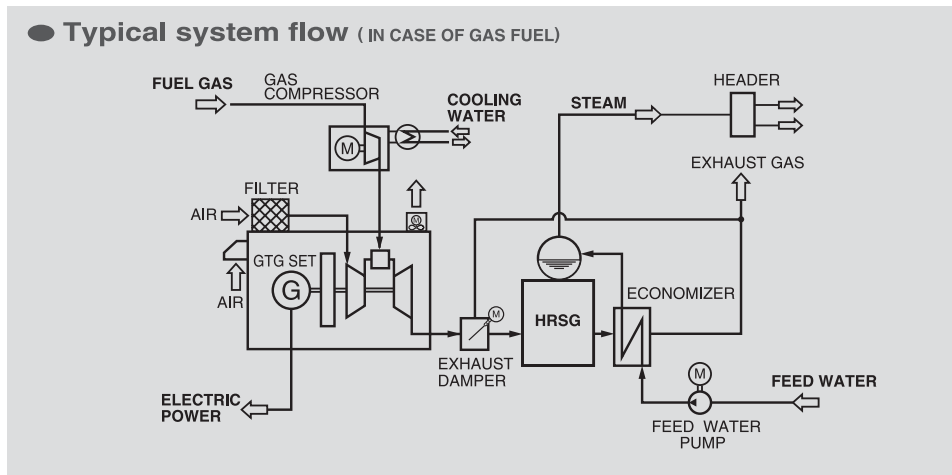 Typical system flow ( IN CASE OF GAS FUEL)
FUEL GAS
GAS
COMPRESSOR
COOLING
WATER
STEAM
HEADER
M
EXHAUST GAS
FILTER
AIR
M
GTG SET
G
AIR
M
HRSG
ECONOMIZER
EXHAUST
DAMPER
M
FEED WATER
ELECTRIC
POWER
FEED WATER
PUMP